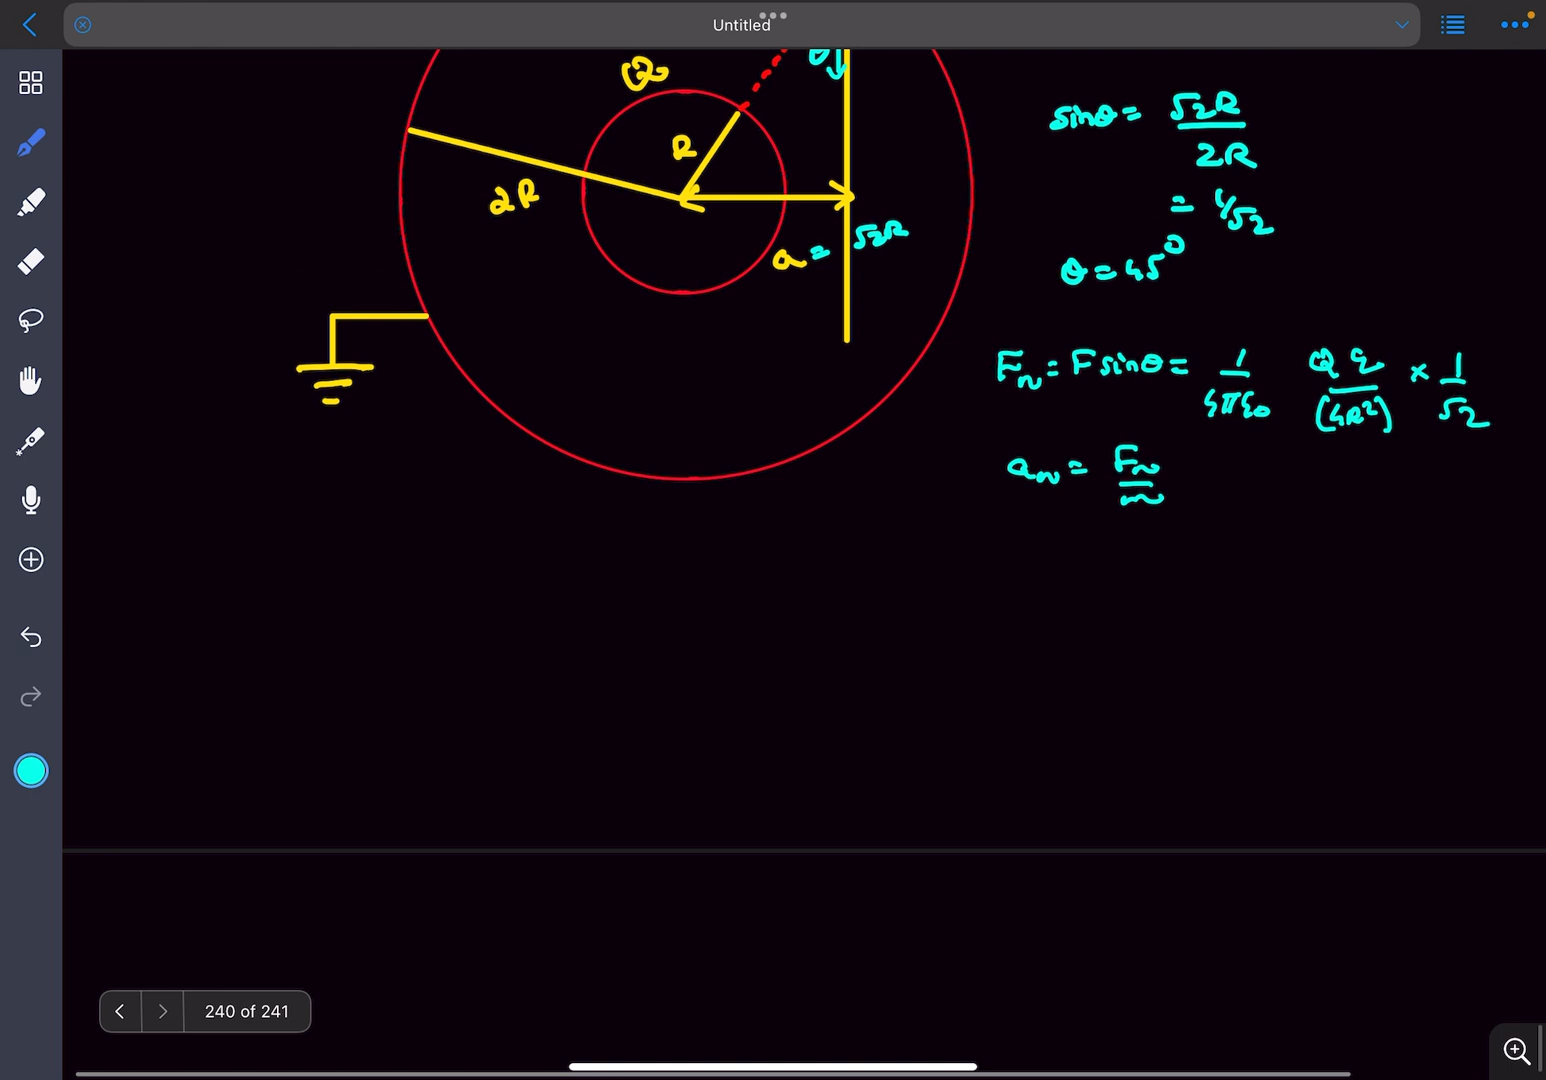 Untitled
Q
θ
R
2R
a = √2R
sinθ = √2R / 2R
= 1/√2
θ = 45°
Fₙ = F sinθ = 1/4πε₀ Qq/(4R²) × 1/√2
aₙ = Fₙ/m
240 of 241